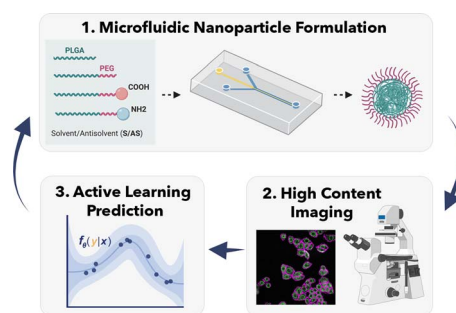 1. Microfluidic Nanoparticle Formulation
PLGA
PEG
COOH
NH2
Solvent/Antisolvent (S/AS)
3. Active Learning
Prediction
fθ(y|x)
2. High Content
Imaging